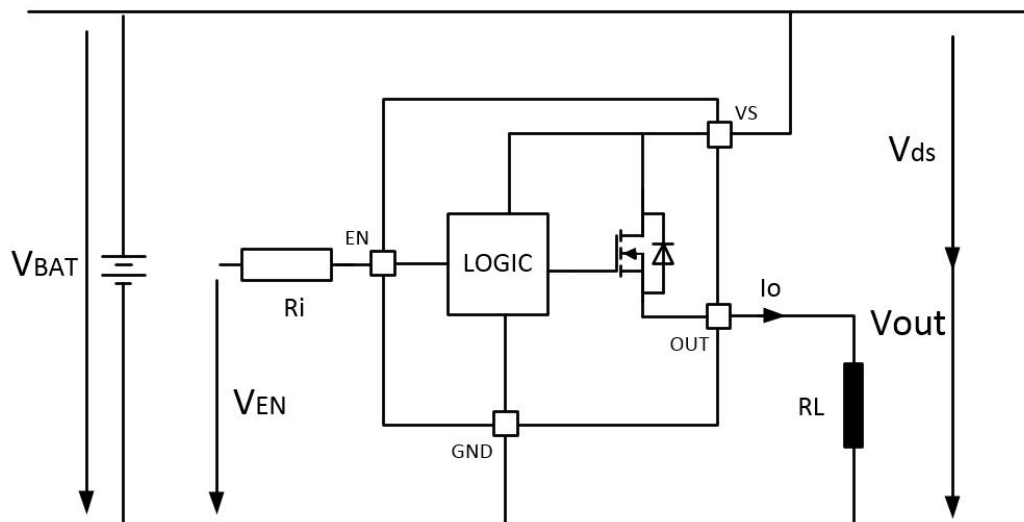 VS
Vds
EN
VBAT
LOGIC
Ri
Io
Vout
OUT
VEN
RL
GND